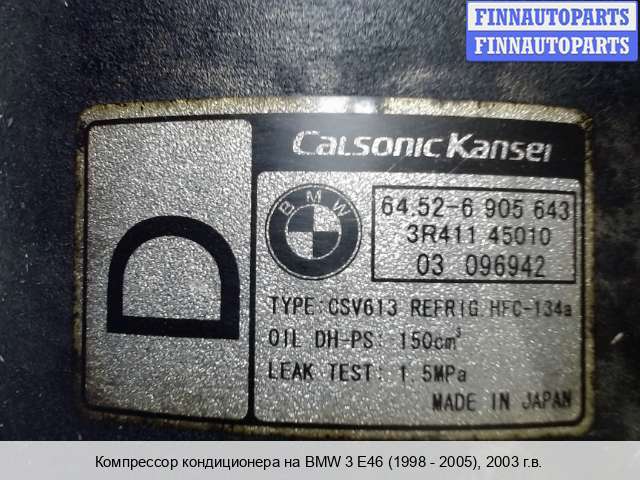 FINNAUTOPARTS
FINNAUTOPARTS
CalsonicKansei
D
BMW
64.52-6 905 643
3R411 45010
03 096942
TYPE:CSV613 REFRIG.HFC-134a
OIL DH-PS: 150cm³
LEAK TEST: 1.5MPa
MADE IN JAPAN
Компрессор кондиционера на BMW 3 E46 (1998 - 2005), 2003 г.в.